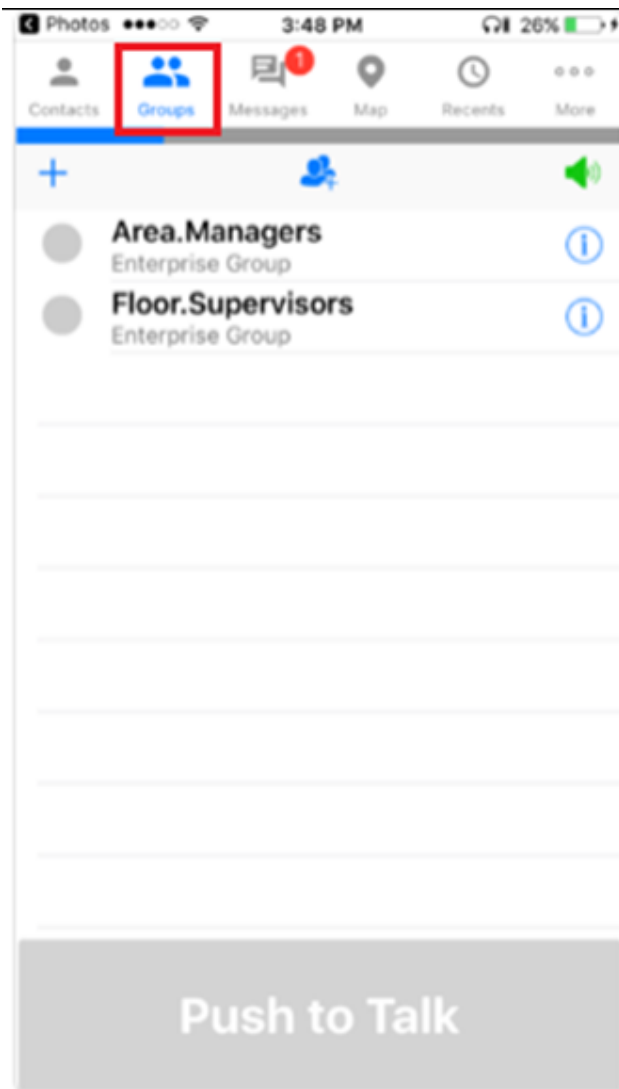 Photos 3:48 PM 26%
1
Contacts Groups Messages Map Recents More
Area.Managers
Enterprise Group
Floor.Supervisors
Enterprise Group
Push to Talk